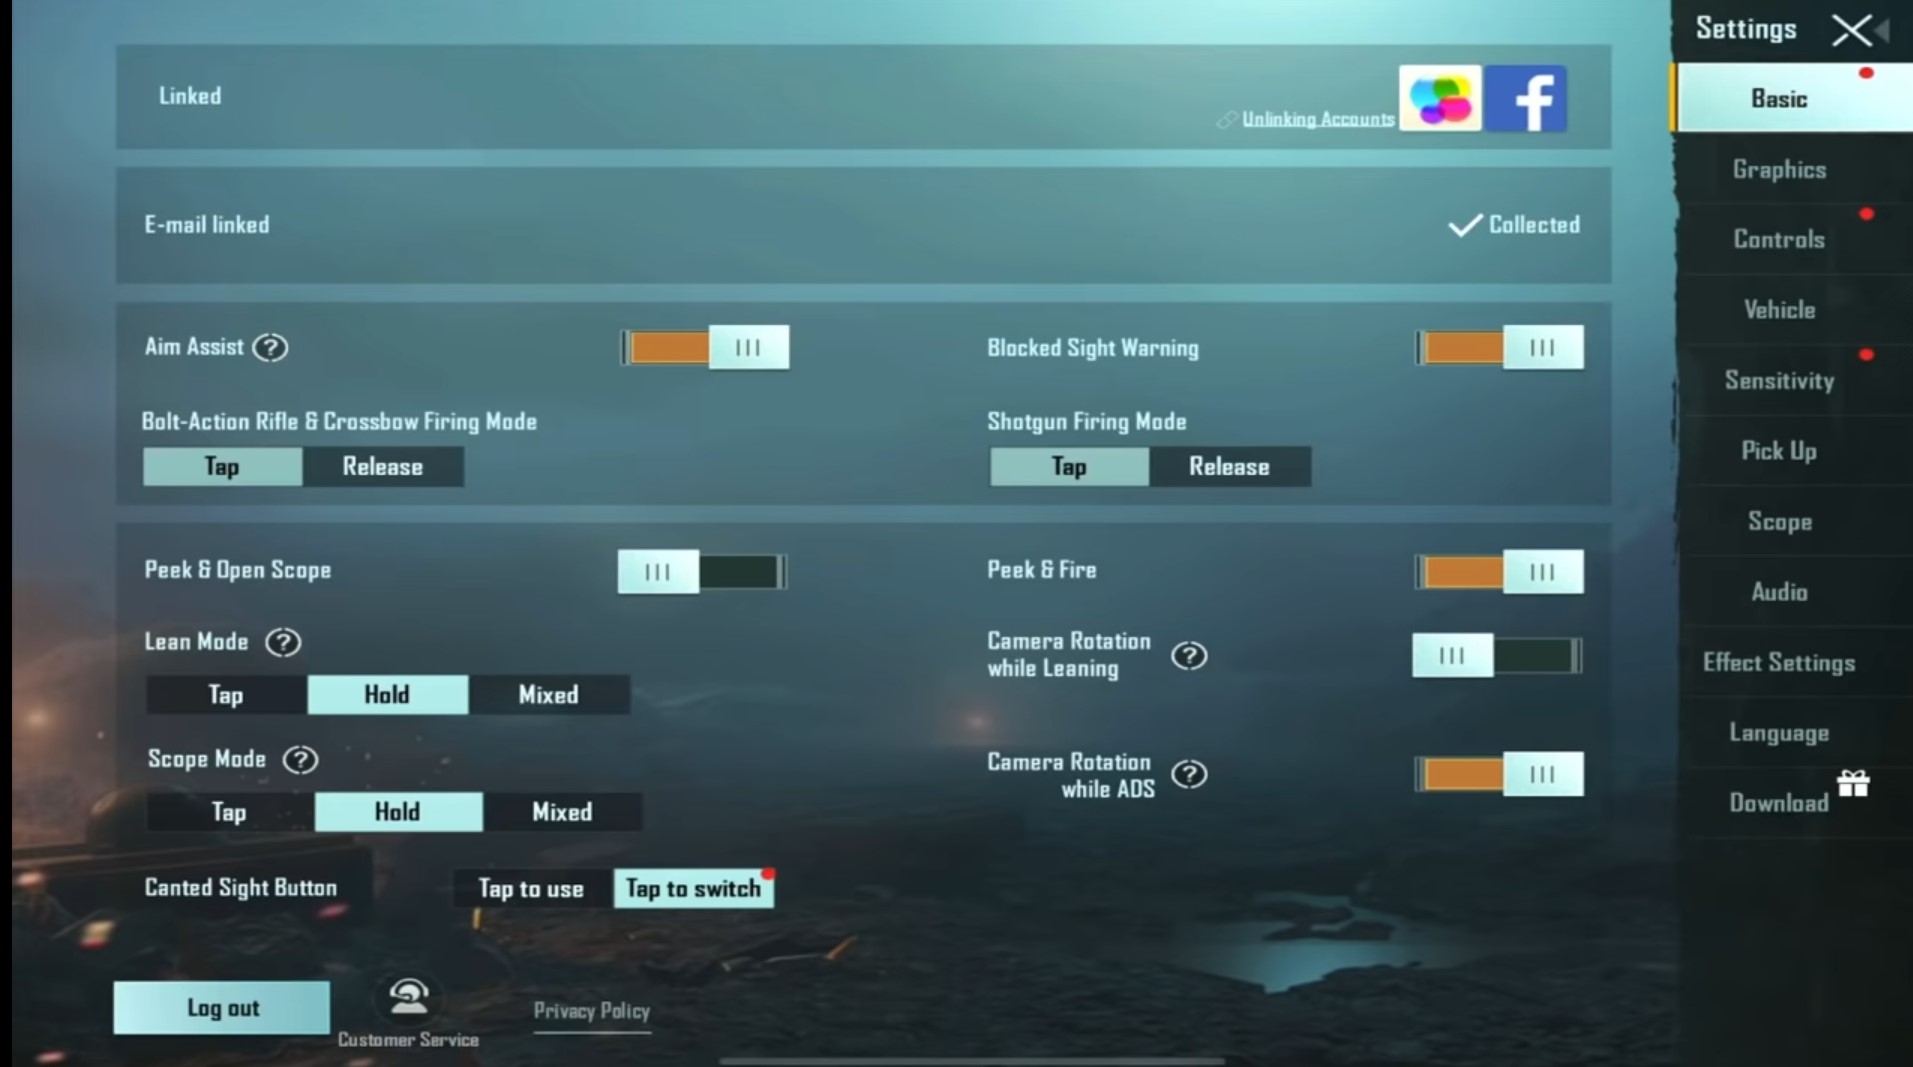 Settings
Linked
Unlinking Accounts
E-mail linked
Collected
Aim Assist ?
Blocked Sight Warning
Bolt-Action Rifle & Crossbow Firing Mode
Tap Release
Shotgun Firing Mode
Tap Release
Peek & Open Scope
Peek & Fire
Lean Mode ?
Tap Hold Mixed
Camera Rotation
while Leaning ?
Scope Mode ?
Tap Hold Mixed
Camera Rotation
while ADS ?
Canted Sight Button
Tap to use Tap to switch
Log out
Customer Service
Privacy Policy
Basic
Graphics
Controls
Vehicle
Sensitivity
Pick Up
Scope
Audio
Effect Settings
Language
Download